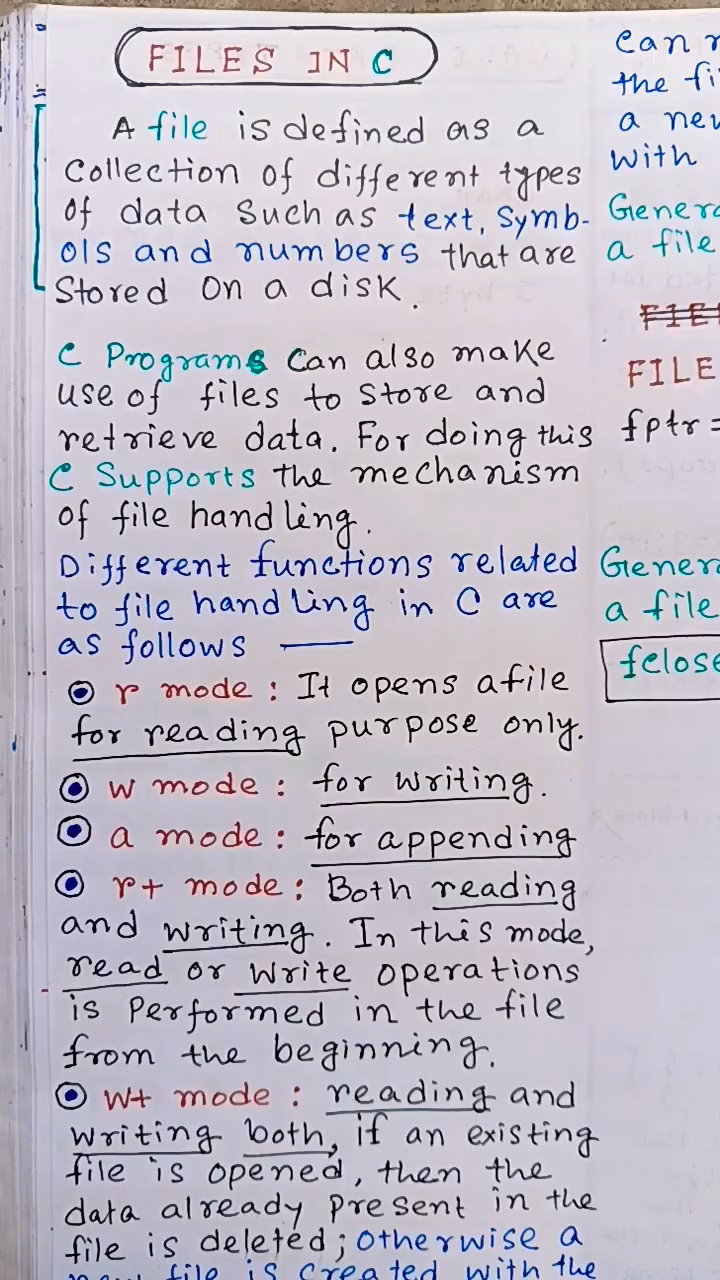 FILES IN C
A file is defined as a
Collection of different types
of data Such as text, Symb-
ols and numbers that are
Stored On a disk.
C Programs Can also make
use of files to store and
retrieve data. For doing this
C Supports the mechanism
of file handling.
Different functions related
to file handling in C are
as follows —
r mode : It opens a file
for reading purpose only.
w mode : for writing.
a mode : for appending
r+ mode : Both reading
and writing. In this mode,
read or write operations
is Performed in the file
from the beginning.
w+ mode : reading and
writing both, if an existing
file is opened, then the
data already present in the
file is deleted; otherwise a
file is created with the
can
the
a
with
a file
FILE
fptr =
a file
fclose